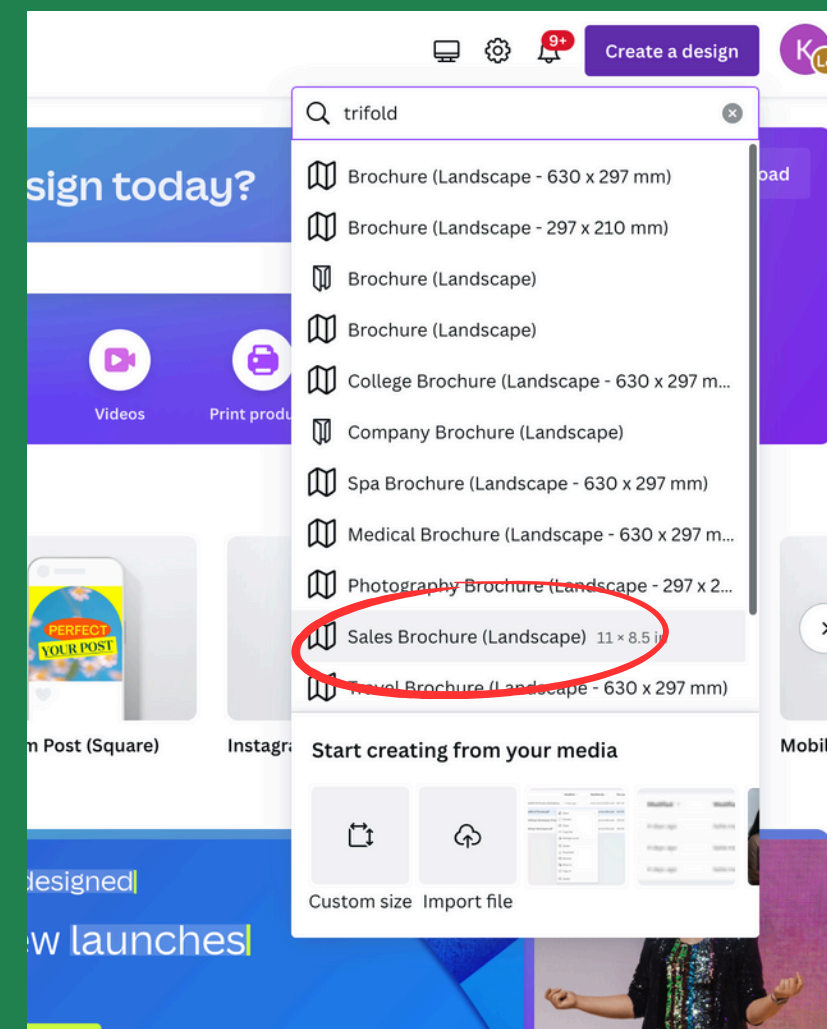 9+
Create a design
K
trifold
sign today?
oad
Brochure (Landscape - 630 x 297 mm)
Brochure (Landscape - 297 x 210 mm)
Brochure (Landscape)
Brochure (Landscape)
College Brochure (Landscape - 630 x 297 m...
Company Brochure (Landscape)
Spa Brochure (Landscape - 630 x 297 mm)
Medical Brochure (Landscape - 630 x 297 m...
Photography Brochure (Landscape - 297 x 2...
Sales Brochure (Landscape) 11 × 8.5 in
Travel Brochure (Landscape - 630 x 297 mm)
Videos
Print produ
PERFECT
YOUR POST
m Post (Square)
Instagra
Mobil
Start creating from your media
Custom size
Import file
designed
ew launches